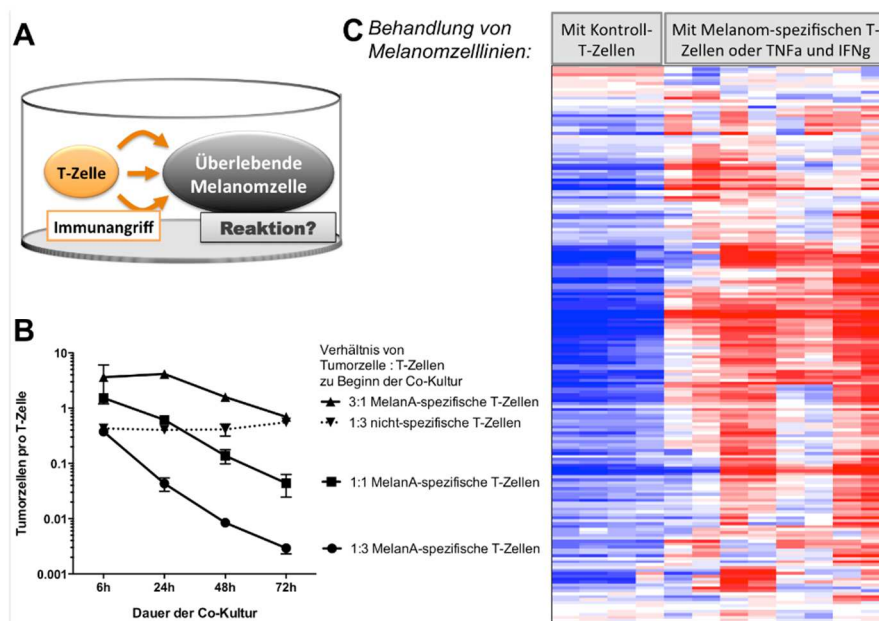 A
T-Zelle
Überlebende
Melanomzelle
Immunangriff
Reaktion?
B
Tumorzellen pro T-Zelle
10
1
0.1
0.01
0.001
6h
24h
48h
72h
Dauer der Co-Kultur
Verhältnis von
Tumorzelle : T-Zellen
zu Beginn der Co-Kultur
3:1 MelanA-spezifische T-Zellen
1:3 nicht-spezifische T-Zellen
1:1 MelanA-spezifische T-Zellen
1:3 MelanA-spezifische T-Zellen
C
Behandlung von
Melanomzelllinien:
Mit Kontroll-
T-Zellen
Mit Melanom-spezifischen T-
Zellen oder TNFa und IFNg